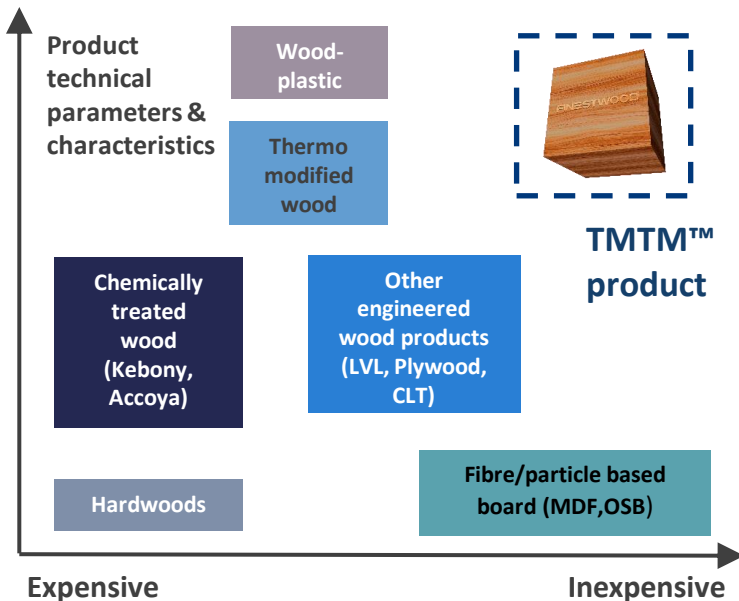 Product
technical
parameters &
characteristics
Wood-
plastic
Thermo
modified
wood
FINESTWOOD
TMTM™
product
Chemically
treated
wood
(Kebony,
Accoya)
Other
engineered
wood products
(LVL, Plywood,
CLT)
Hardwoods
Fibre/particle based
board (MDF,OSB)
Expensive
Inexpensive